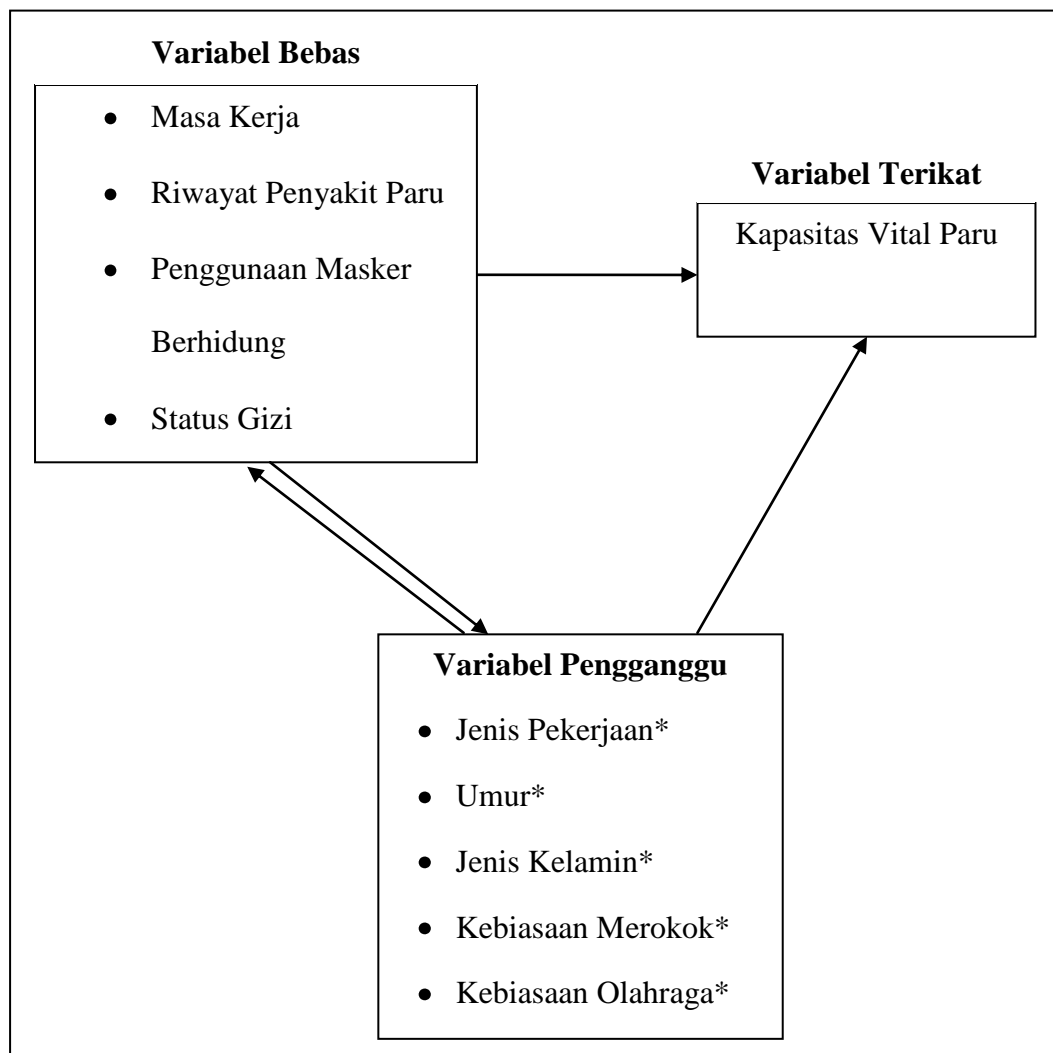 Variabel Bebas
• Masa Kerja
• Riwayat Penyakit Paru
• Penggunaan Masker
Berhidung
• Status Gizi
Variabel Terikat
Kapasitas Vital Paru
Variabel Pengganggu
• Jenis Pekerjaan*
• Umur*
• Jenis Kelamin*
• Kebiasaan Merokok*
• Kebiasaan Olahraga*